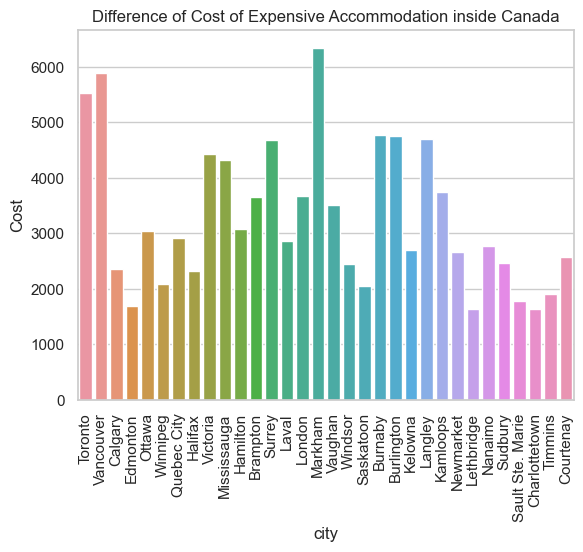 Difference of Cost of Expensive Accommodation inside Canada
6000
5000
4000
3000
2000
1000
0
Cost
Toronto
Vancouver
Calgary
Edmonton
Ottawa
Winnipeg
Quebec City
Halifax
Victoria
Mississauga
Hamilton
Brampton
Surrey
Laval
London
Markham
Vaughan
Windsor
Saskatoon
Burnaby
Burlington
Kelowna
Langley
Kamloops
Newmarket
Lethbridge
Nanaimo
Sudbury
Sault Ste. Marie
Charlottetown
Timmins
Courtenay
city